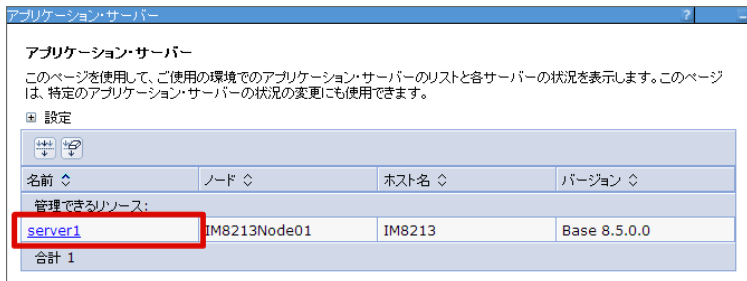 アプリケーション・サーバー ?
アプリケーション・サーバー
このページを使用して、ご使用の環境でのアプリケーション・サーバーのリストと各サーバーの状況を表示します。このページ
は、特定のアプリケーション・サーバーの状況の変更にも使用できます。
設定
名前 ノード ホスト名 バージョン
管理できるリソース:
server1 IM8213Node01 IM8213 Base 8.5.0.0
合計 1